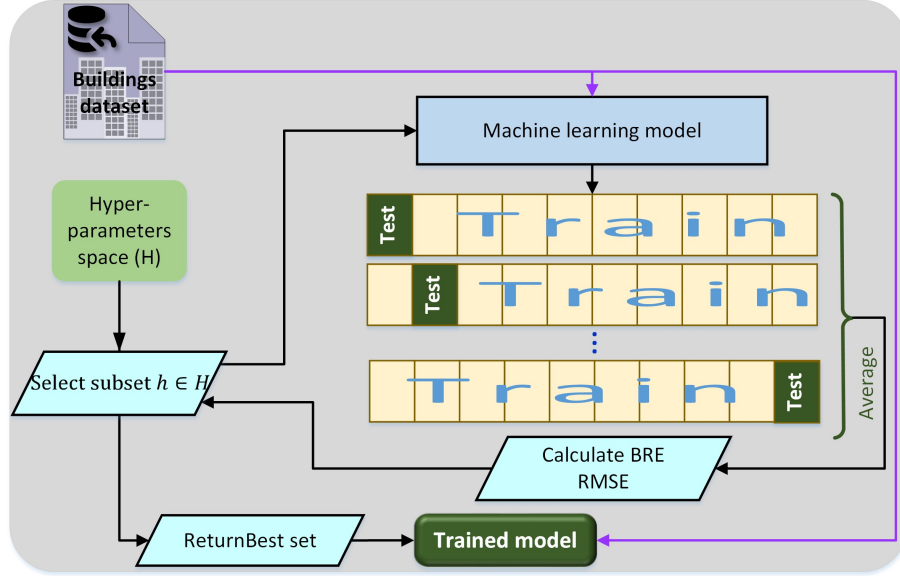 Buildings
dataset
Machine learning model
Hyper-
parameters
space (H)
Test Train
Test Train
Select subset h ∈ H
Train Test
Average
Calculate BRE
RMSE
ReturnBest set
Trained model